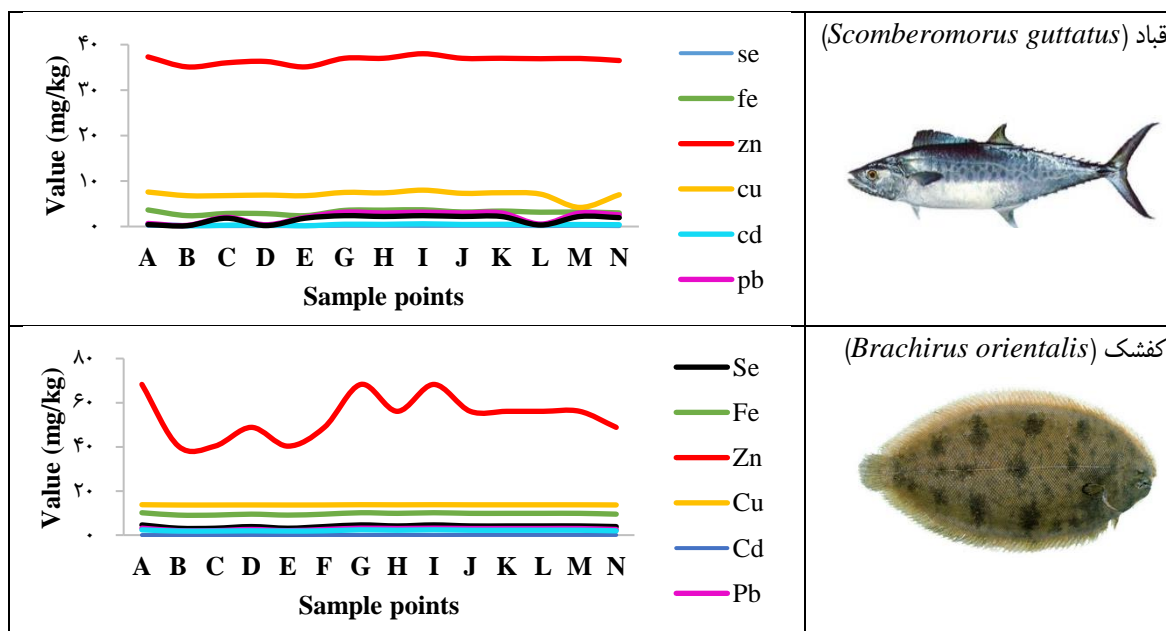 قباد (Scomberomorus guttatus)
Value (mg/kg)
۴۰
۳۰
۲۰
۱۰
۰
A B C D E G H I J K L M N
Sample points
se
fe
zn
cu
cd
pb
کفشک (Brachirus orientalis)
Value (mg/kg)
۸۰
۶۰
۴۰
۲۰
۰
A B C D E F G H I J K L M N
Sample points
Se
Fe
Zn
Cu
Cd
Pb